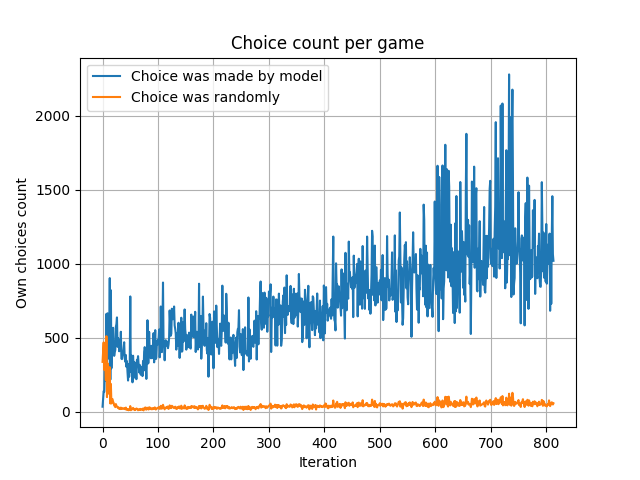 Choice count per game
Choice was made by model
Choice was randomly
2000
1500
1000
500
0
Own choices count
0 100 200 300 400 500 600 700 800
Iteration